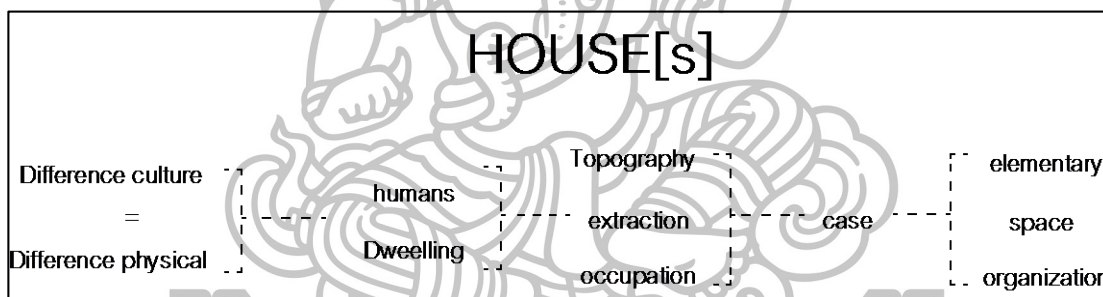 HOUSE[s]
Difference culture
=
Difference physical
humans
Dweelling
Topography
extraction
occupation
case
elementary
space
organization